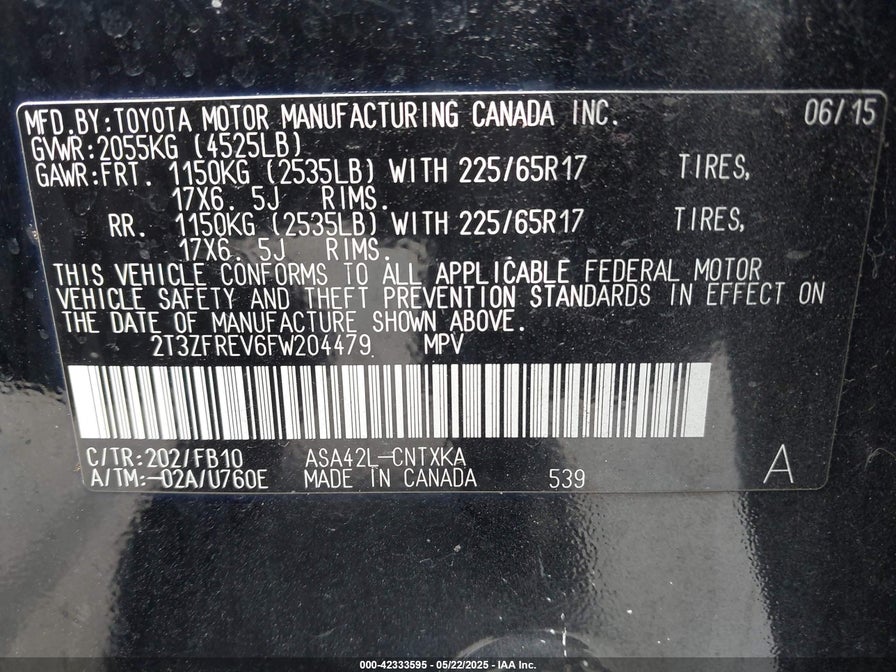 MFD.BY:TOYOTA MOTOR MANUFACTURING CANADA INC. 06/15
GVWR:2055KG (4525LB)
GAWR:FRT. 1150KG (2535LB) WITH 225/65R17 TIRES,
17X6. 5J RIMS.
RR. 1150KG (2535LB) WITH 225/65R17 TIRES,
17X6. 5J RIMS.
THIS VEHICLE CONFORMS TO ALL APPLICABLE FEDERAL MOTOR
VEHICLE SAFETY AND THEFT PREVENTION STANDARDS IN EFFECT ON
THE DATE OF MANUFACTURE SHOWN ABOVE.
2T3ZFREV6FW204479 MPV
C/TR:202/FB10 ASA42L-CNTXKA
A/TM:-02A/U760E MADE IN CANADA 539 A
000-42333595 - 05/22/2025 - IAA Inc.